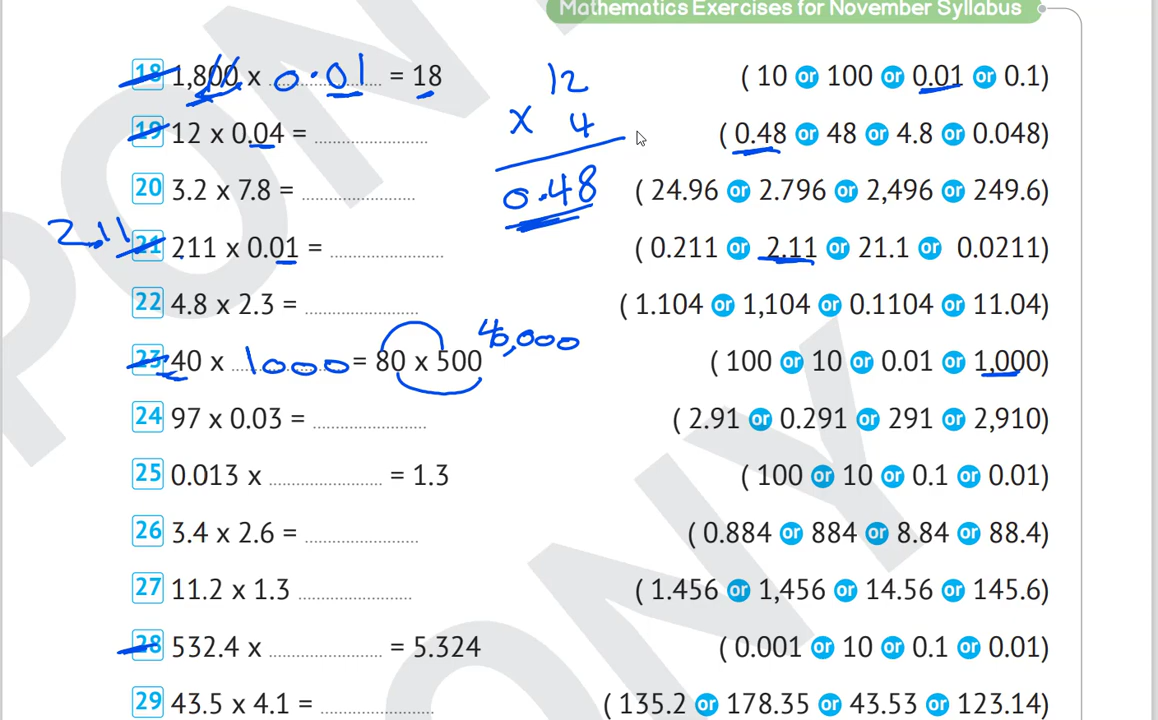 Mathematics Exercises for November Syllabus
18 1,800 x 0.01 = 18 ( 10 or 100 or 0.01 or 0.1)
12
x 4
0.48
19 12 x 0.04 = .......................... ( 0.48 or 48 or 4.8 or 0.048)
20 3.2 x 7.8 = .......................... ( 24.96 or 2.796 or 2,496 or 249.6)
2.11
21 211 x 0.01 = .......................... ( 0.211 or 2.11 or 21.1 or 0.0211)
22 4.8 x 2.3 = .......................... ( 1.104 or 1,104 or 0.1104 or 11.04)
40,000
23 40 x 1000 = 80 x 500 ( 100 or 10 or 0.01 or 1,000)
24 97 x 0.03 = .......................... ( 2.91 or 0.291 or 291 or 2,910)
25 0.013 x .......................... = 1.3 ( 100 or 10 or 0.1 or 0.01)
26 3.4 x 2.6 = .......................... ( 0.884 or 884 or 8.84 or 88.4)
27 11.2 x 1.3 .......................... ( 1.456 or 1,456 or 14.56 or 145.6)
28 532.4 x .......................... = 5.324 ( 0.001 or 10 or 0.1 or 0.01)
29 43.5 x 4.1 = .......................... ( 135.2 or 178.35 or 43.53 or 123.14)
PONY